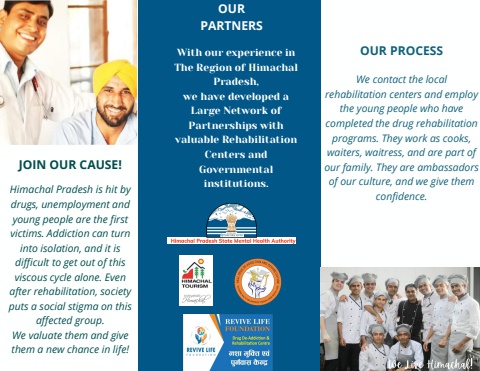 JOIN OUR CAUSE!
Himachal Pradesh is hit by
drugs, unemployment and
young people are the first
victims. Addiction can turn
into isolation, and it is
difficult to get out of this
viscous cycle alone. Even
after rehabilitation, society
puts a social stigma on this
affected group.
We value them and give
them a new chance in life!
OUR
PARTNERS
With our experience in
The Region of Himachal
Pradesh,
we have developed a
Large Network of
Partnerships with
valuable Rehabilitation
Centers and
Governmental
institutions.
Himachal Pradesh State Mental Health Authority
HIMACHAL
TOURISM
REVIVE LIFE
FOUNDATION
REVIVE LIFE
FOUNDATION
Drug De-Addiction &
Rehabilitation Centre
नशा मुक्ति एवं
पुर्नवास केन्द्र
OUR PROCESS
We contact the local
rehabilitation centers and employ
the young people who have
completed the drug rehabilitation
programs. They work as cooks,
waiters, waitress, and are part of
our family. They are ambassadors
of our culture, and we give them
confidence.
We Live Himachal!